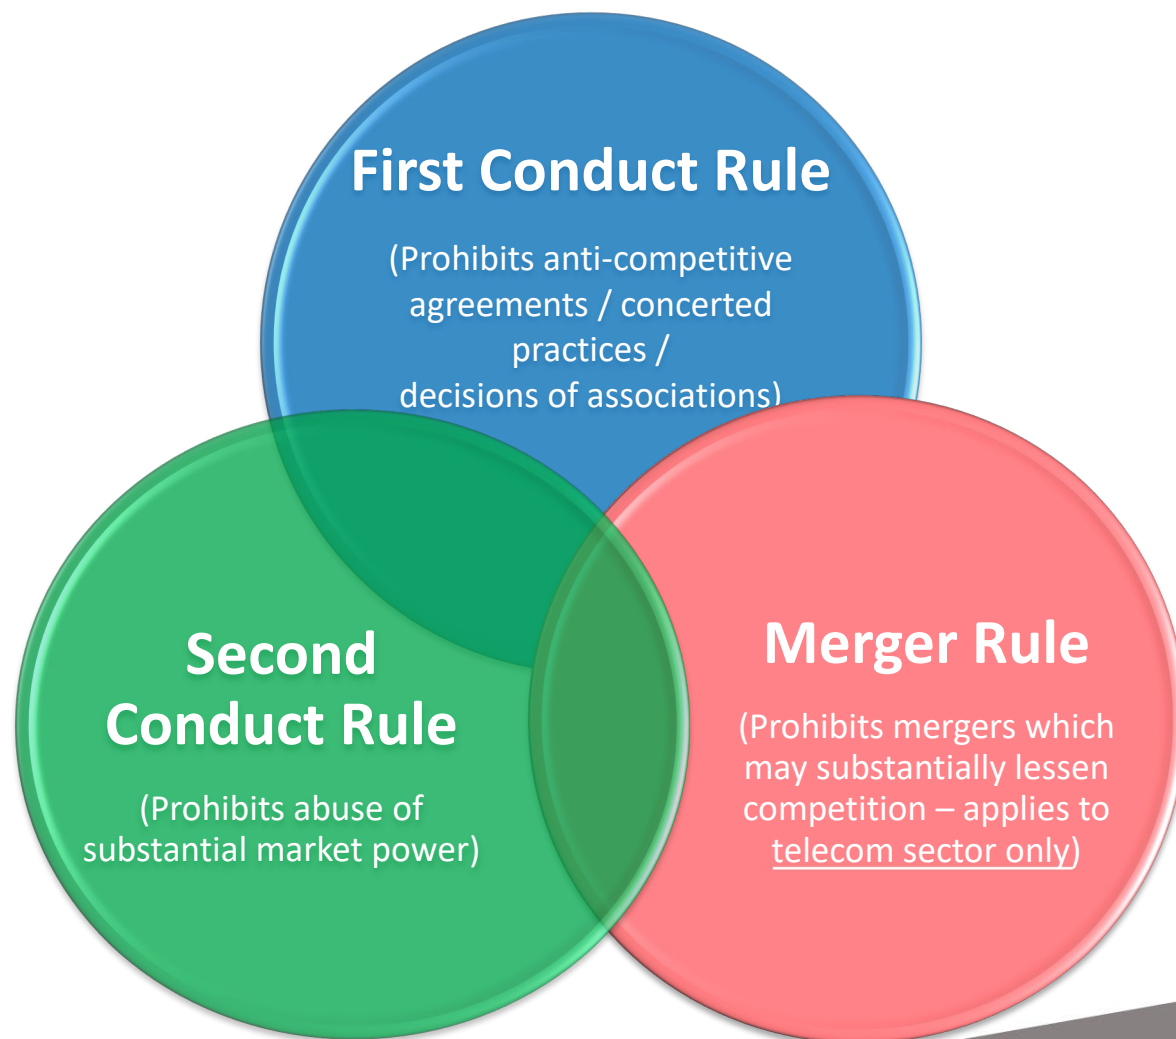 First Conduct Rule
(Prohibits anti-competitive
agreements / concerted
practices /
decisions of associations)
Second
Conduct Rule
(Prohibits abuse of
substantial market power)
Merger Rule
(Prohibits mergers which
may substantially lessen
competition – applies to
telecom sector only)